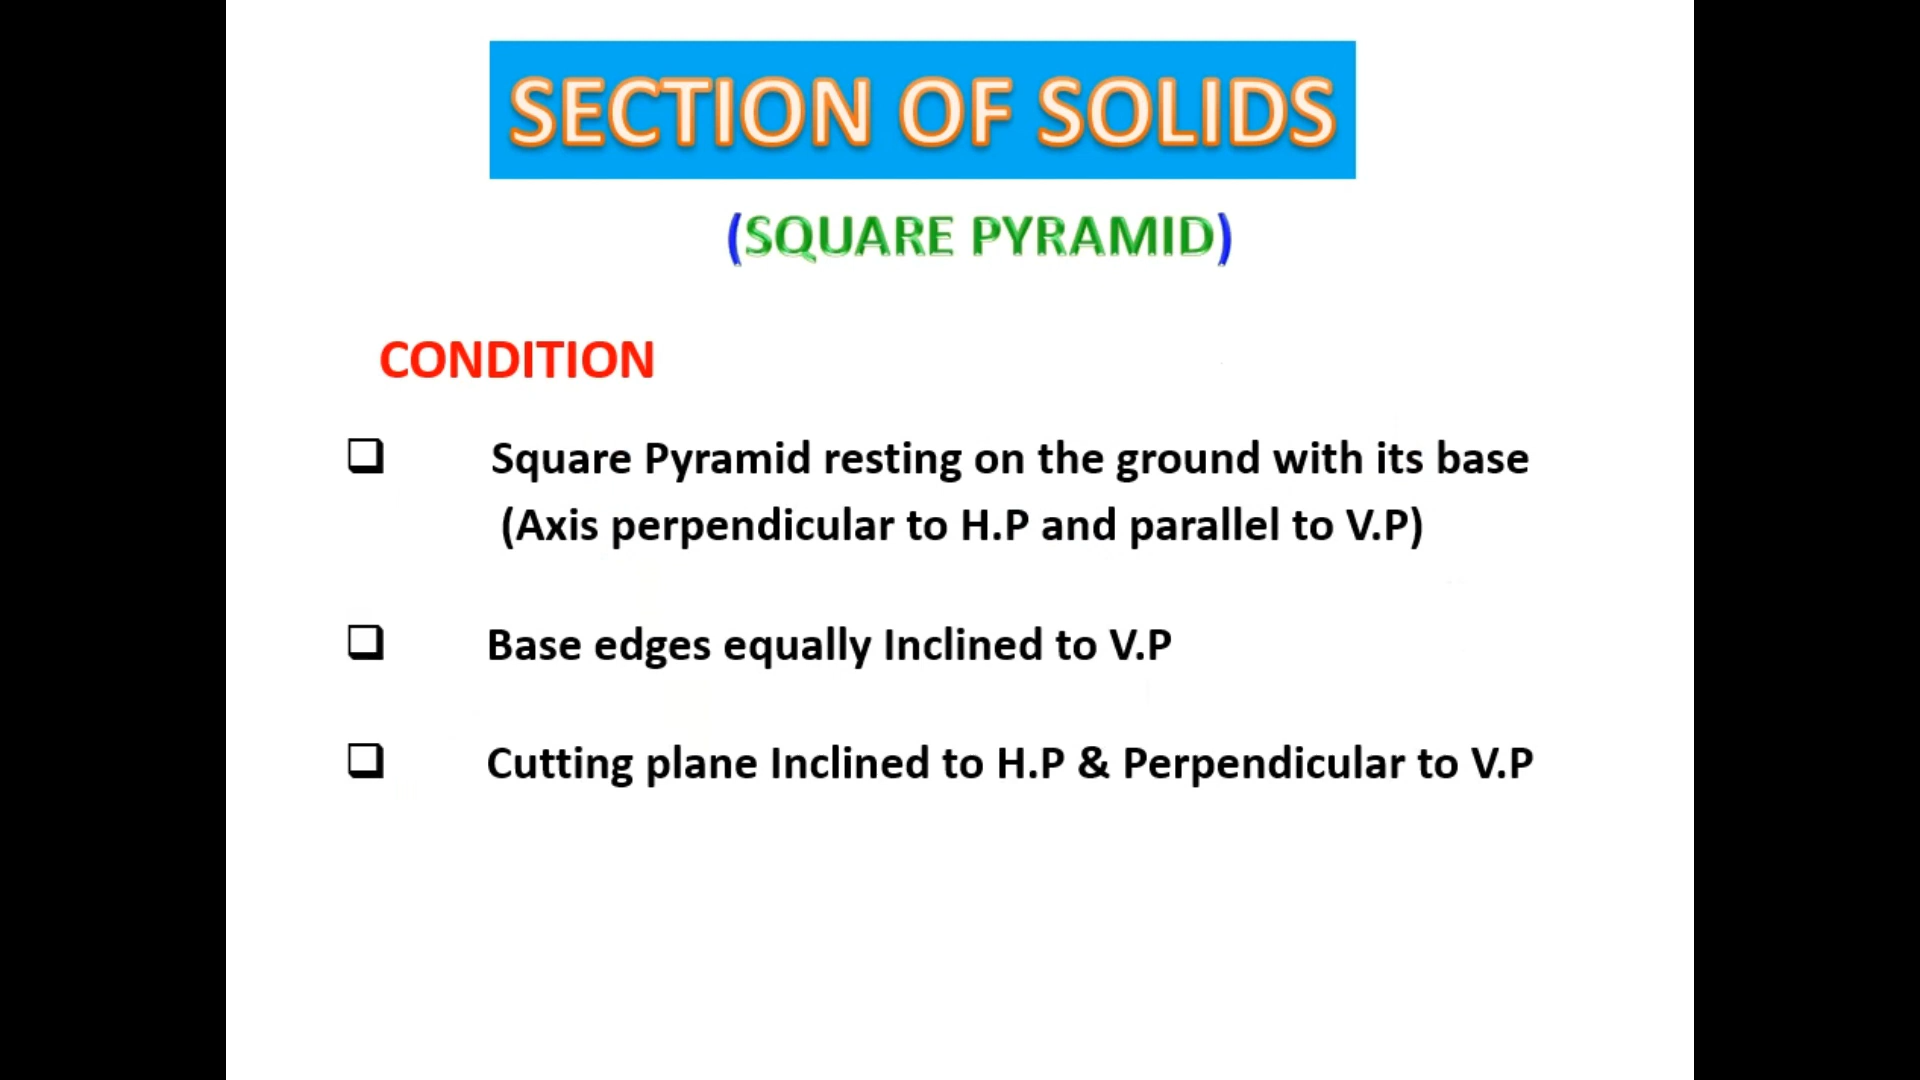 SECTION OF SOLIDS
(SQUARE PYRAMID)
CONDITION
❑ Square Pyramid resting on the ground with its base
(Axis perpendicular to H.P and parallel to V.P)
❑ Base edges equally Inclined to V.P
❑ Cutting plane Inclined to H.P & Perpendicular to V.P